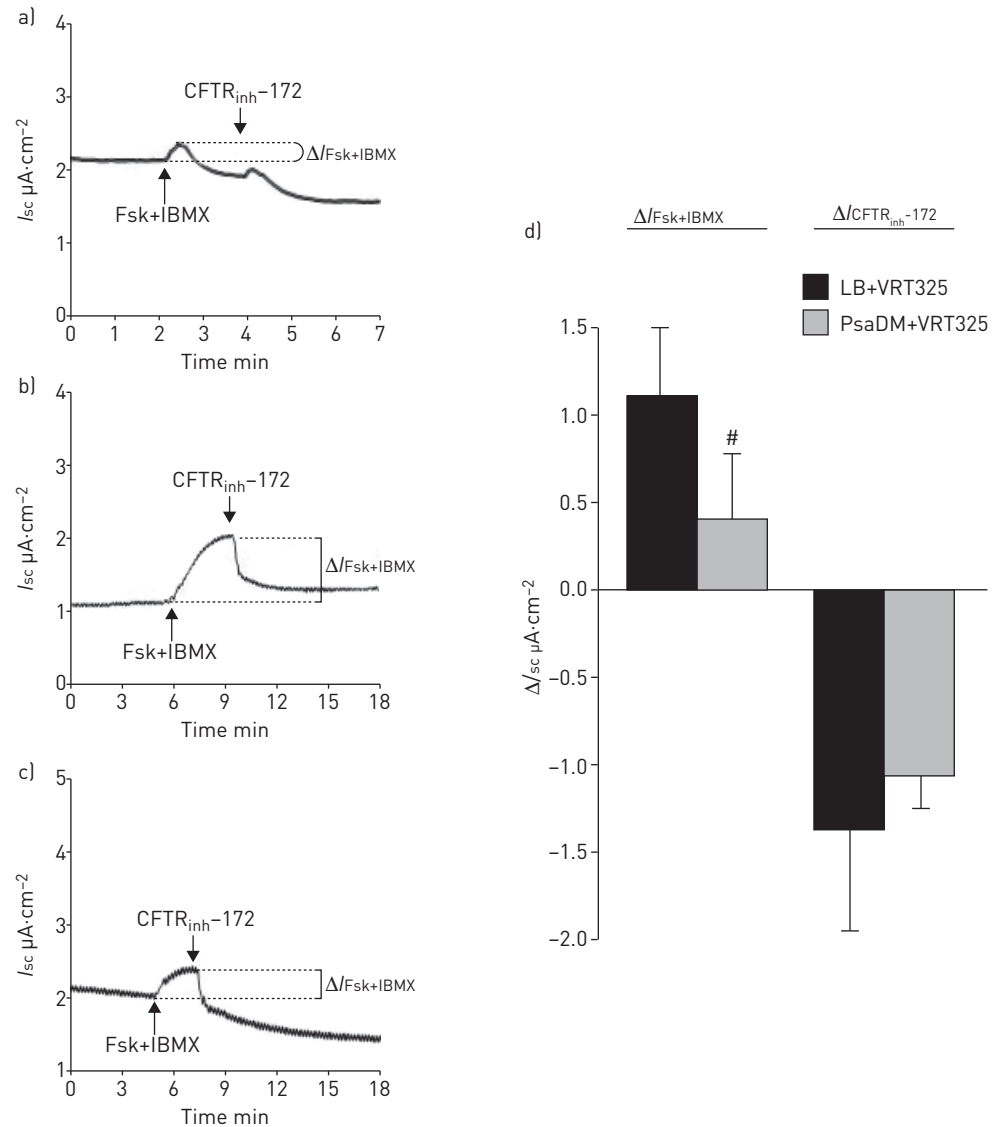 a)
4
3
2
1
0
Isc µA·cm−2
CFTRinh−172
ΔIFsk+IBMX
Fsk+IBMX
0 1 2 3 4 5 6 7
Time min
b)
4
3
2
1
0
Isc µA·cm−2
CFTRinh−172
ΔIFsk+IBMX
Fsk+IBMX
0 3 6 9 12 15 18
Time min
c)
5
4
3
2
1
Isc µA·cm−2
CFTRinh−172
ΔIFsk+IBMX
Fsk+IBMX
0 3 6 9 12 15 18
Time min
d)
ΔIFsk+IBMX
ΔICFTRinh-172
LB+VRT325
PsaDM+VRT325
1.5
1.0
0.5
0.0
−0.5
−1.0
−1.5
−2.0
ΔIsc µA·cm−2
#